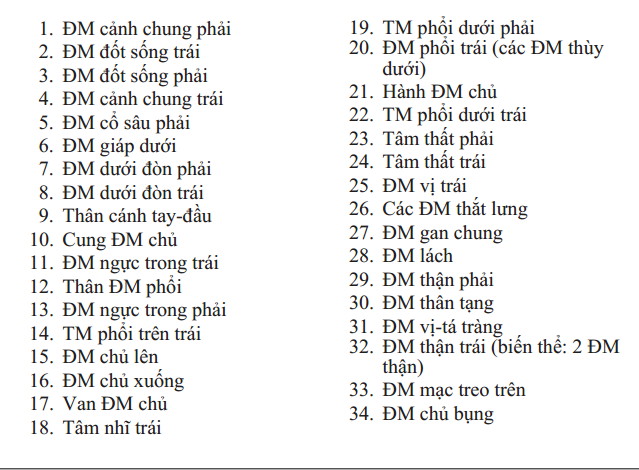 1. ĐM cảnh chung phải
2. ĐM đốt sống trái
3. ĐM đốt sống phải
4. ĐM cảnh chung trái
5. ĐM cổ sâu phải
6. ĐM giáp dưới
7. ĐM dưới đòn phải
8. ĐM dưới đòn trái
9. Thân cánh tay-đầu
10. Cung ĐM chủ
11. ĐM ngực trong trái
12. Thân ĐM phổi
13. ĐM ngực trong phải
14. TM phổi trên trái
15. ĐM chủ lên
16. ĐM chủ xuống
17. Van ĐM chủ
18. Tâm nhĩ trái
19. TM phổi dưới phải
20. ĐM phổi trái (các ĐM thùy
dưới)
21. Hành ĐM chủ
22. TM phổi dưới trái
23. Tâm thất phải
24. Tâm thất trái
25. ĐM vị trái
26. Các ĐM thắt lưng
27. ĐM gan chung
28. ĐM lách
29. ĐM thận phải
30. ĐM thân tạng
31. ĐM vị-tá tràng
32. ĐM thận trái (biến thể: 2 ĐM
thận)
33. ĐM mạc treo trên
34. ĐM chủ bụng